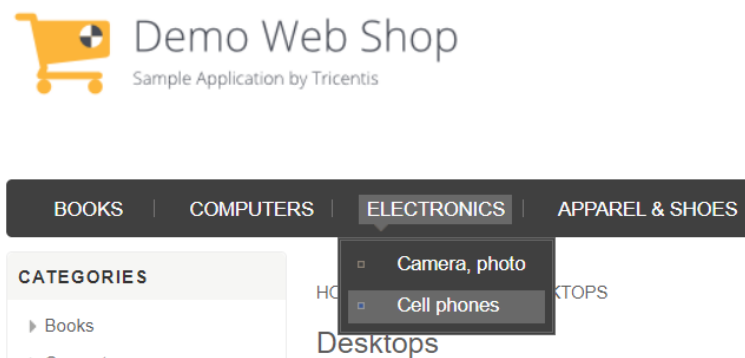 Demo Web Shop
Sample Application by Tricentis
BOOKS COMPUTERS ELECTRONICS APPAREL & SHOES
Camera, photo
Cell phones
CATEGORIES
Books
Desktops